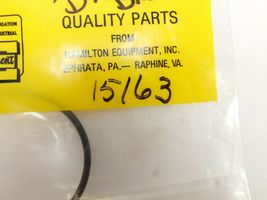 QUALITY PARTS
FROM
HAMILTON EQUIPMENT, INC.
EPHRATA, PA.— RAPHINE, VA.
15163